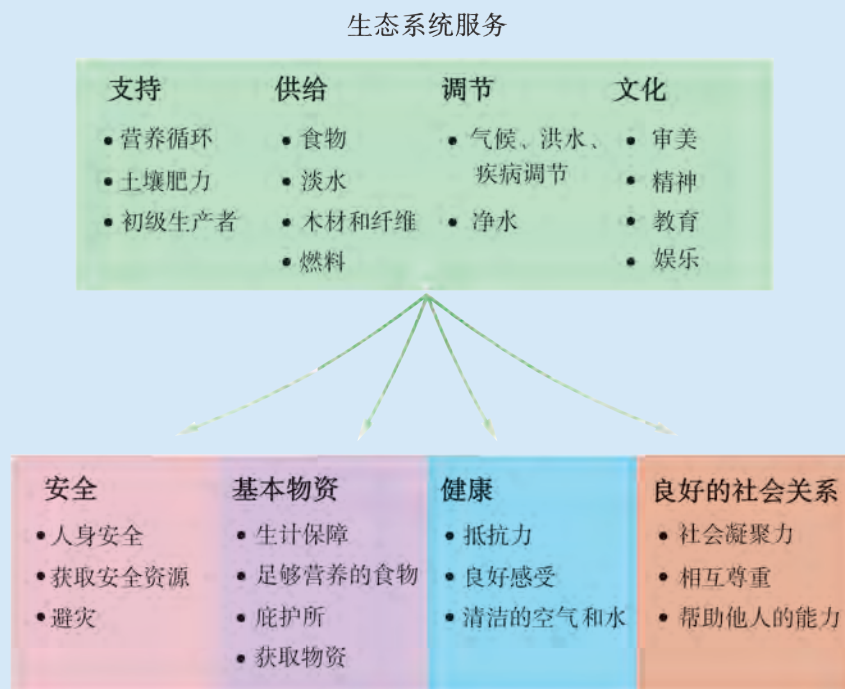 生态系统服务
支持
• 营养循环
• 土壤肥力
• 初级生产者
供给
• 食物
• 淡水
• 木材和纤维
• 燃料
调节
• 气候、洪水、
疾病调节
• 净水
文化
• 审美
• 精神
• 教育
• 娱乐
安全
• 人身安全
• 获取安全资源
• 避灾
基本物资
• 生计保障
• 足够营养的食物
• 庇护所
• 获取物资
健康
• 抵抗力
• 良好感受
• 清洁的空气和水
良好的社会关系
• 社会凝聚力
• 相互尊重
• 帮助他人的能力